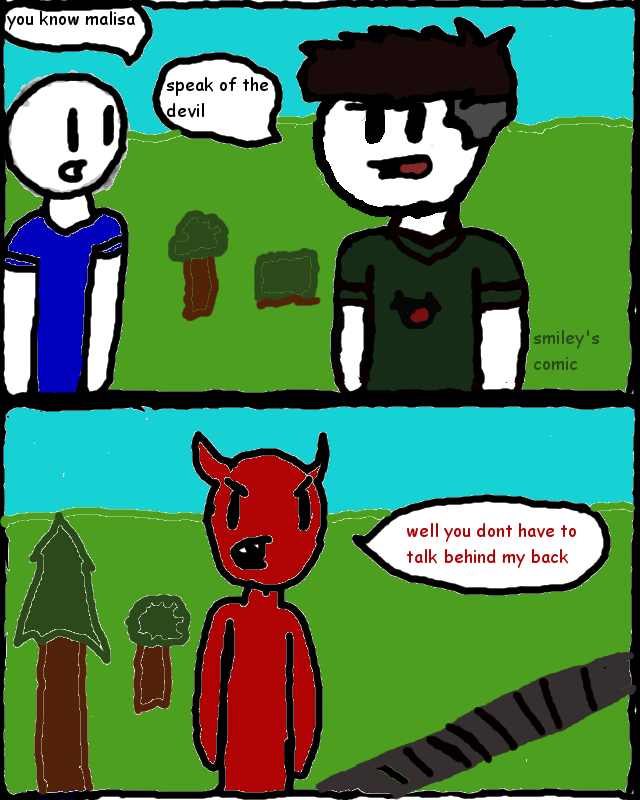 you know malisa
speak of the
devil
smiley's
comic
well you dont have to
talk behind my back